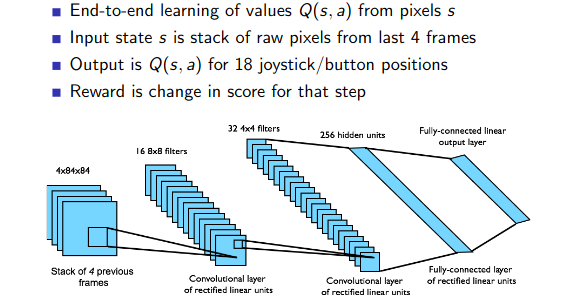 End-to-end learning of values Q(s, a) from pixels s
Input state s is stack of raw pixels from last 4 frames
Output is Q(s, a) for 18 joystick/button positions
Reward is change in score for that step
32 4x4 filters
256 hidden units
Fully-connected linear
output layer
16 8x8 filters
4x84x84
Stack of 4 previous
frames
Convolutional layer
of rectified linear units
Convolutional layer
of rectified linear units
Fully-connected layer
of rectified linear units